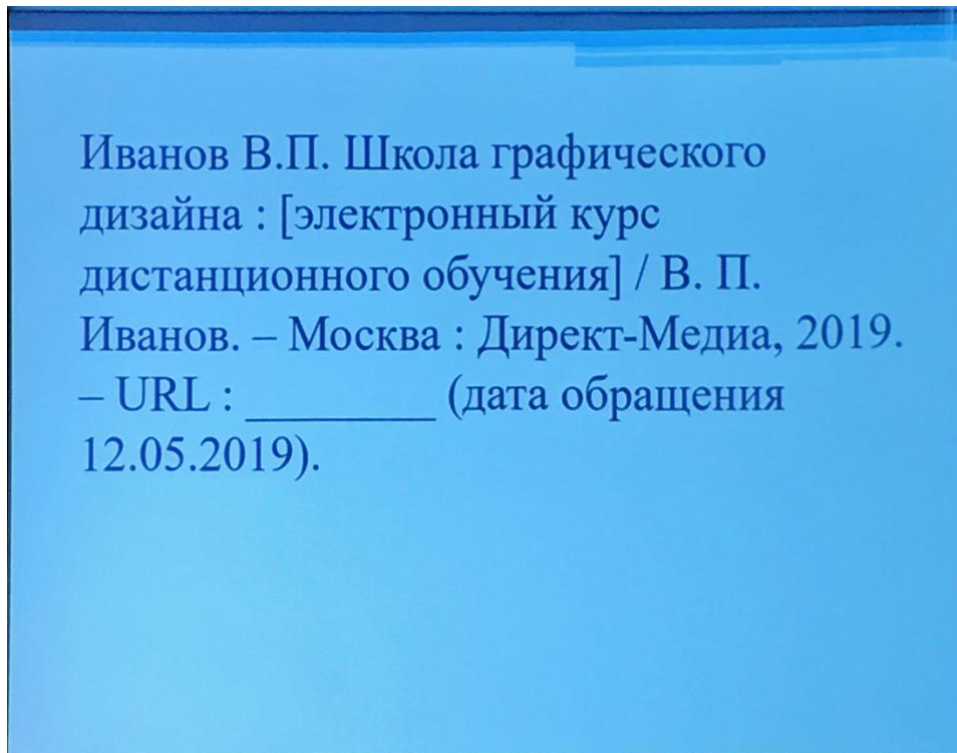 Иванов В.П. Школа графического
дизайна : [электронный курс
дистанционного обучения] / В. П.
Иванов. – Москва : Директ-Медиа, 2019.
– URL : ________ (дата обращения
12.05.2019).